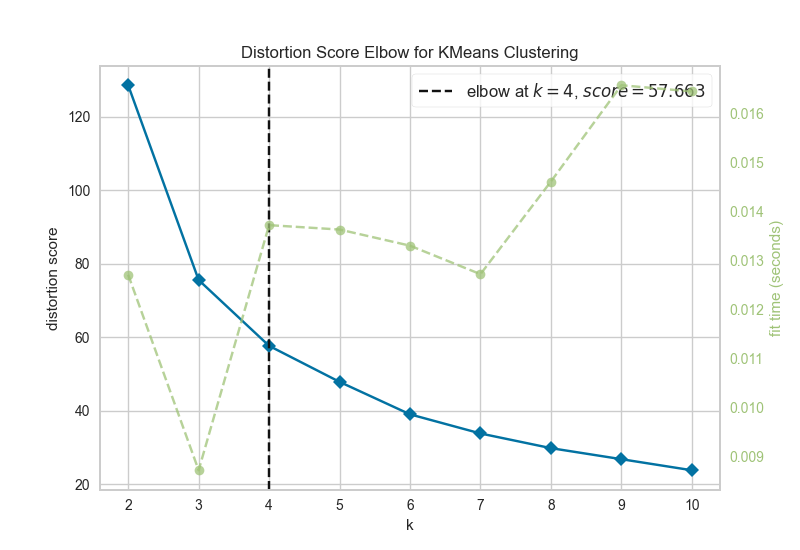 Distortion Score Elbow for KMeans Clustering
elbow at k = 4, score = 57.663
distortion score
120
100
80
60
40
20
0.016
0.015
0.014
0.013
0.012
0.011
0.010
0.009
fit time (seconds)
2 3 4 5 6 7 8 9 10
k